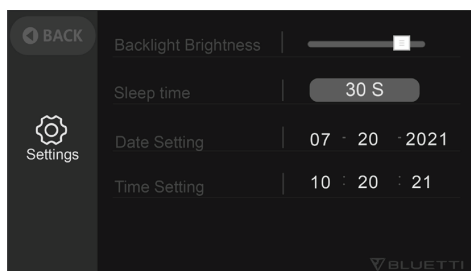 BACK
Backlight Brightness
Sleep time 30 S
Settings
Date Setting 07 - 20 - 2021
Time Setting 10 : 20 : 21
BLUETTI